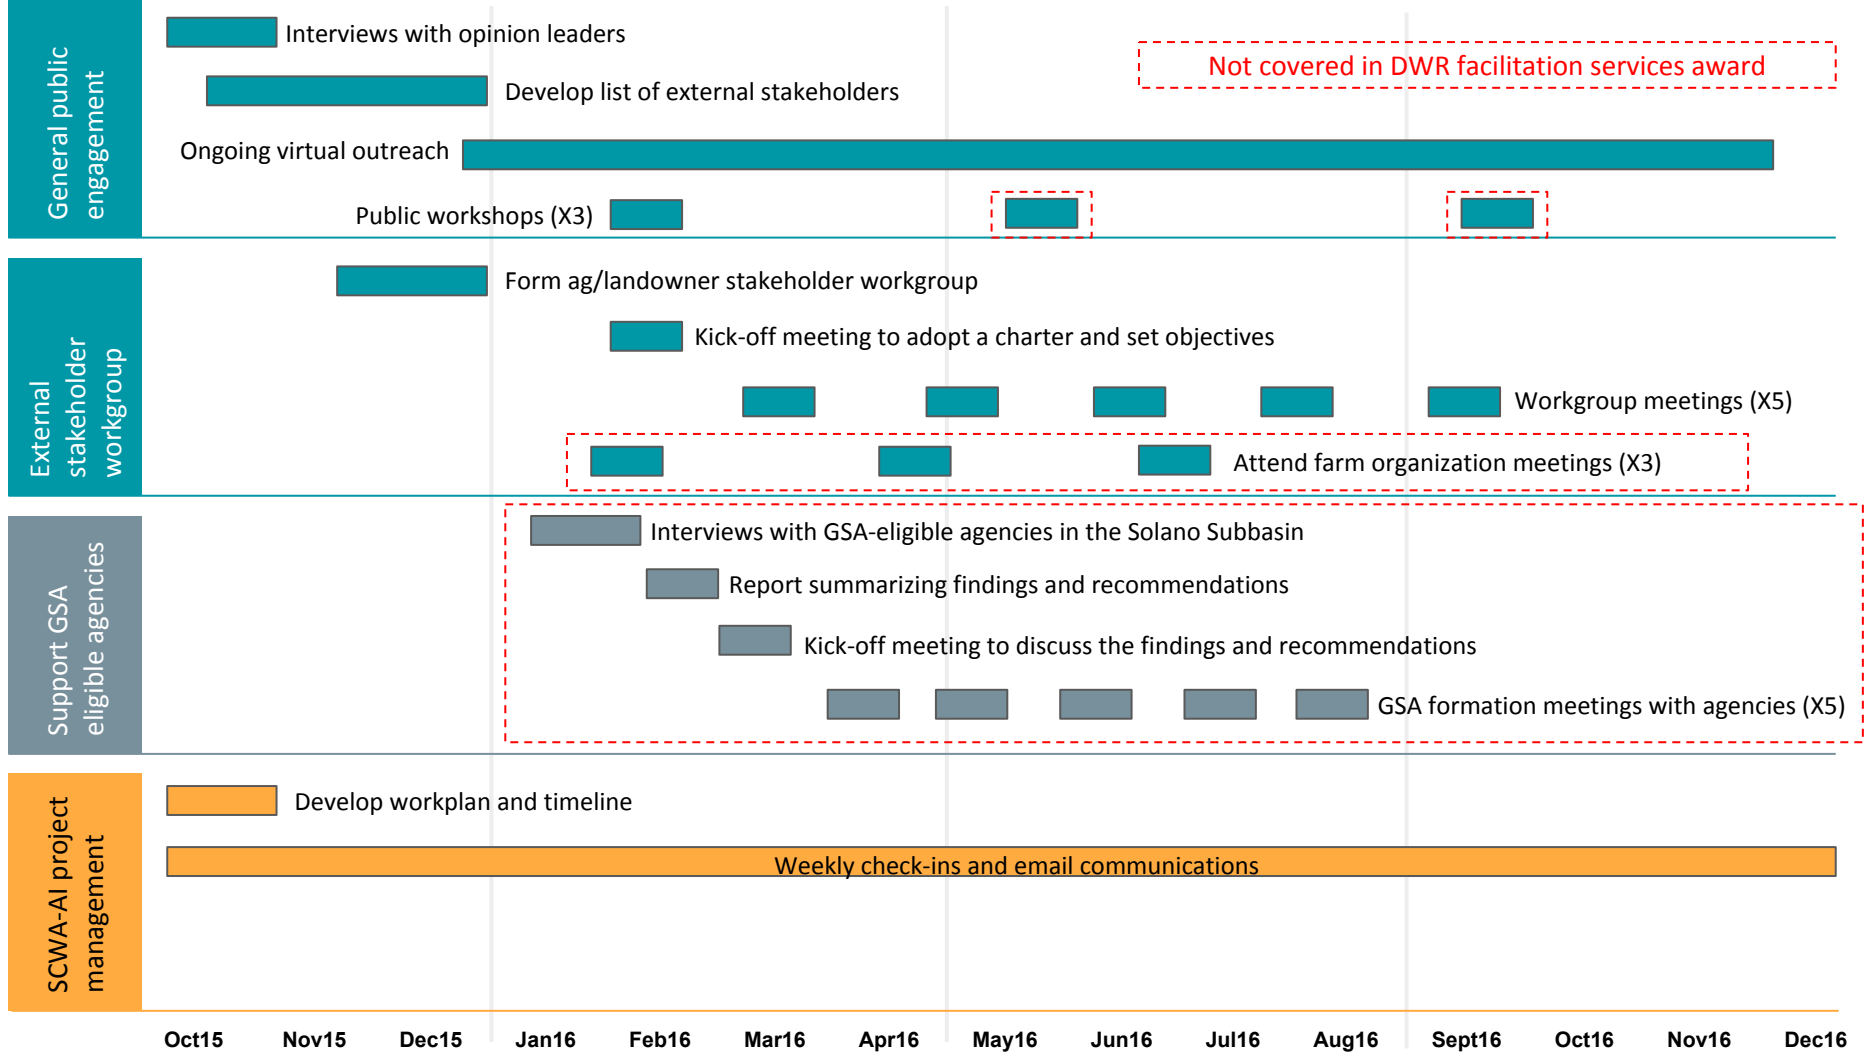 General public
engagement
Interviews with opinion leaders
Not covered in DWR facilitation services award
Develop list of external stakeholders
Ongoing virtual outreach
Public workshops (X3)
External
stakeholder
workgroup
Form ag/landowner stakeholder workgroup
Kick-off meeting to adopt a charter and set objectives
Workgroup meetings (X5)
Attend farm organization meetings (X3)
Support GSA
eligible agencies
Interviews with GSA-eligible agencies in the Solano Subbasin
Report summarizing findings and recommendations
Kick-off meeting to discuss the findings and recommendations
GSA formation meetings with agencies (X5)
SCWA-AI project
management
Develop workplan and timeline
Weekly check-ins and email communications
Oct15 Nov15 Dec15 Jan16 Feb16 Mar16 Apr16 May16 Jun16 Jul16 Aug16 Sept16 Oct16 Nov16 Dec16